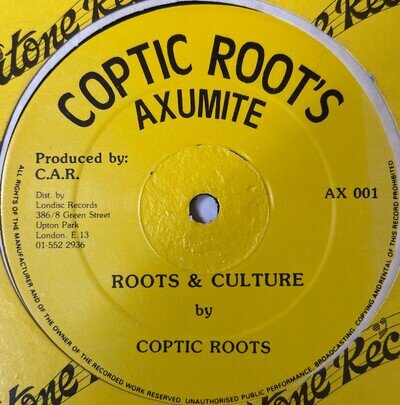 COPTIC ROOT'S
AXUMITE
Produced by:
C.A.R.
Dist. by
Londisc Records
386/8 Green Street
Upton Park
London. E.13
01-552 2936
AX 001
ROOTS & CULTURE
by
COPTIC ROOTS
ALL RIGHTS OF THE MANUFACTURER AND OF THE OWNER OF THE RECORDED WORK RESERVED. UNAUTHORISED PUBLIC PERFORMANCE, BROADCASTING, COPYING AND RENTAL OF THIS RECORD PROHIBITED.